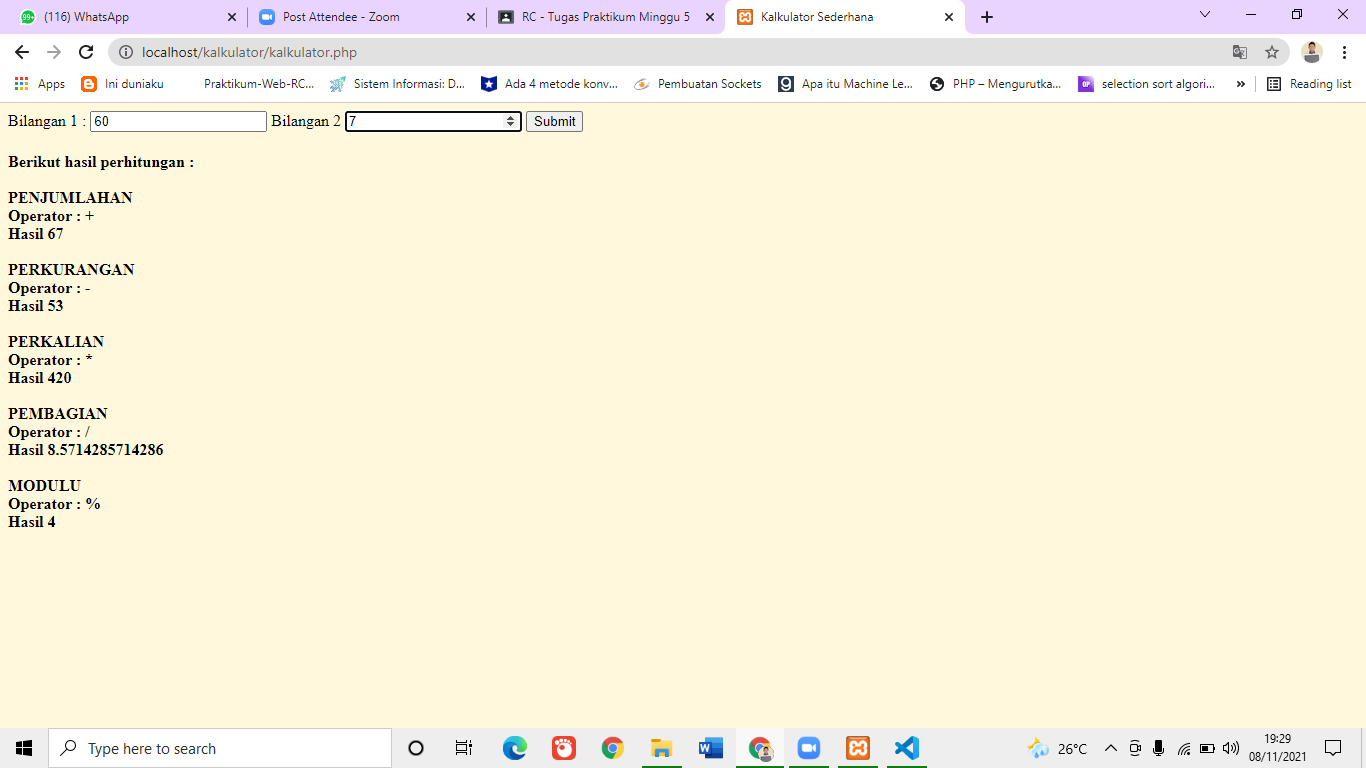 99+ (116) WhatsApp
Post Attendee - Zoom
RC - Tugas Praktikum Minggu 5
Kalkulator Sederhana
localhost/kalkulator/kalkulator.php
Apps
Ini duniaku
Praktikum-Web-RC...
Sistem Informasi: D...
Ada 4 metode konv...
Pembuatan Sockets
Apa itu Machine Le...
PHP – Mengurutka...
OP selection sort algori...
»
Reading list
Bilangan 1 : 60 Bilangan 2 7 Submit
Berikut hasil perhitungan :
PENJUMLAHAN
Operator : +
Hasil 67
PERKURANGAN
Operator : -
Hasil 53
PERKALIAN
Operator : *
Hasil 420
PEMBAGIAN
Operator : /
Hasil 8.5714285714286
MODULU
Operator : %
Hasil 4
Type here to search
26°C
19:29
08/11/2021